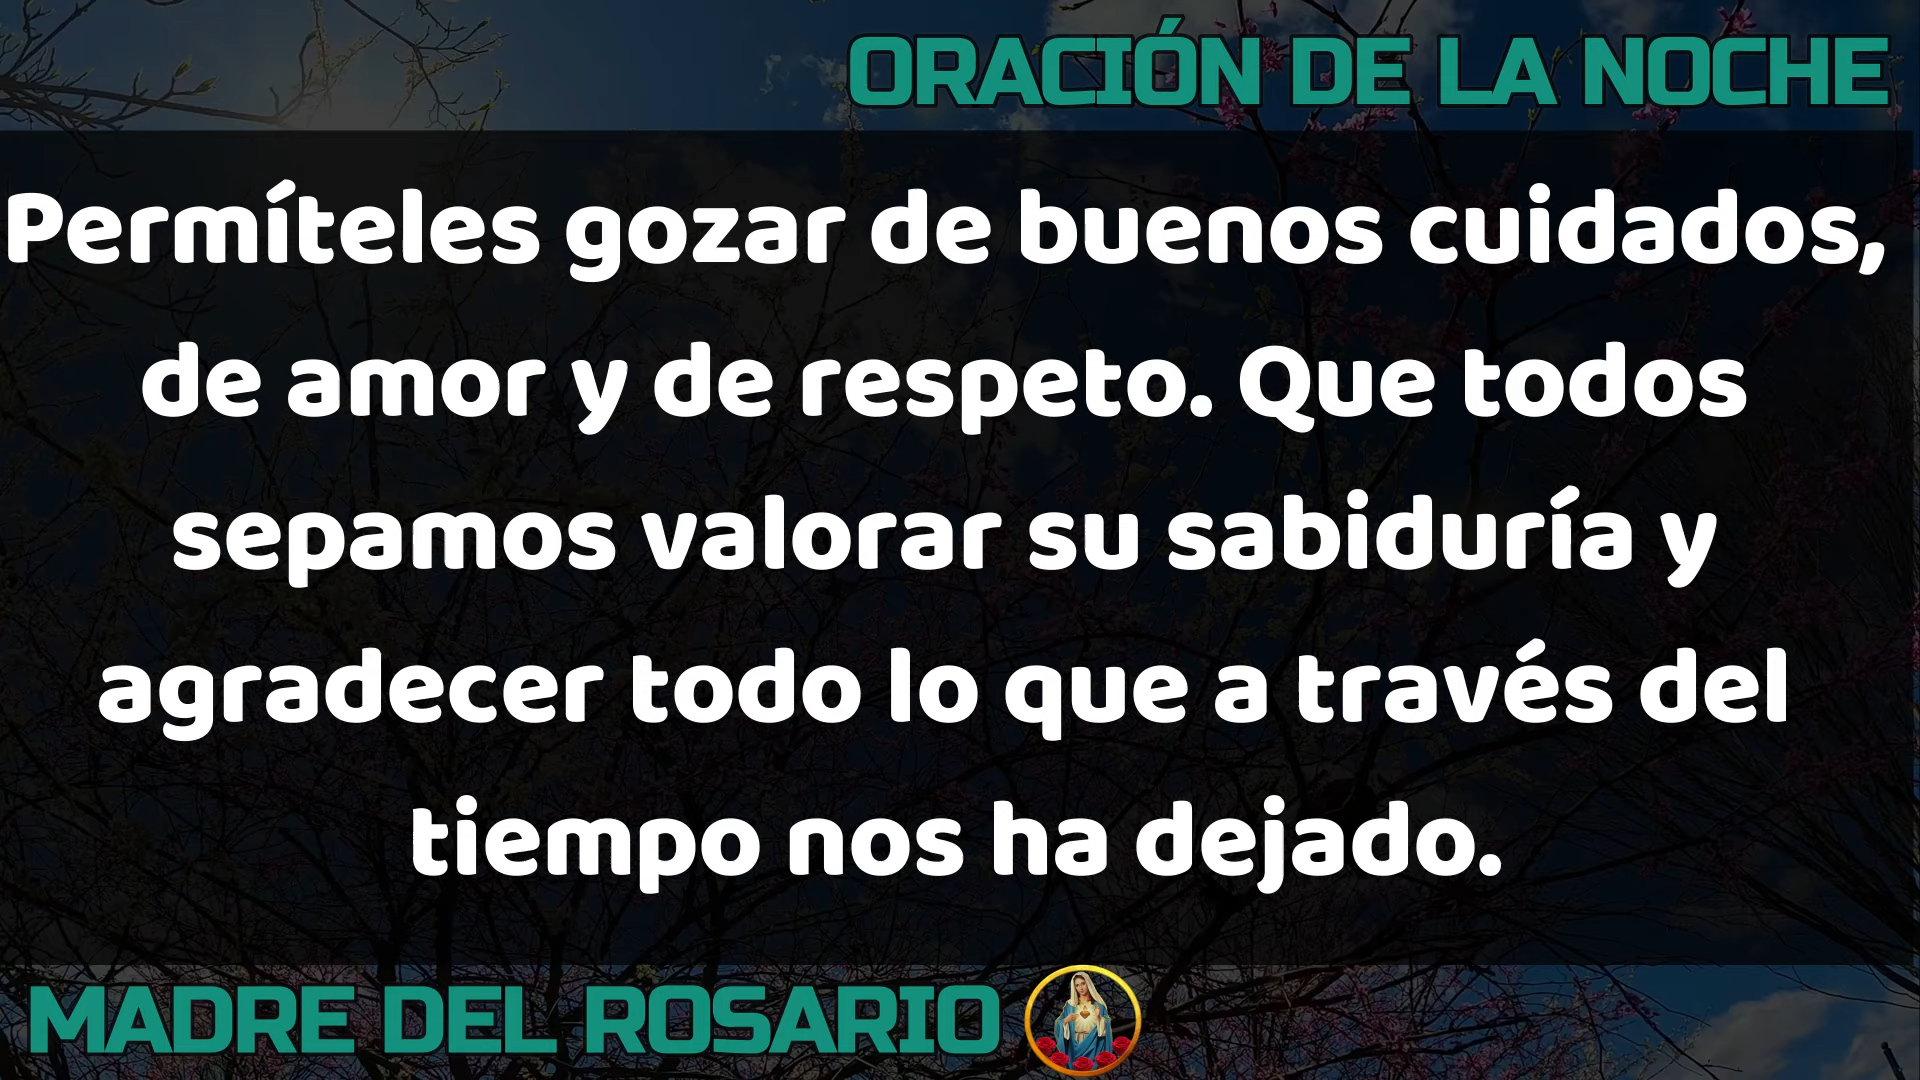 ORACIÓN DE LA NOCHE
Permíteles gozar de buenos cuidados,
de amor y de respeto. Que todos
sepamos valorar su sabiduría y
agradecer todo lo que a través del
tiempo nos ha dejado.
MADRE DEL ROSARIO